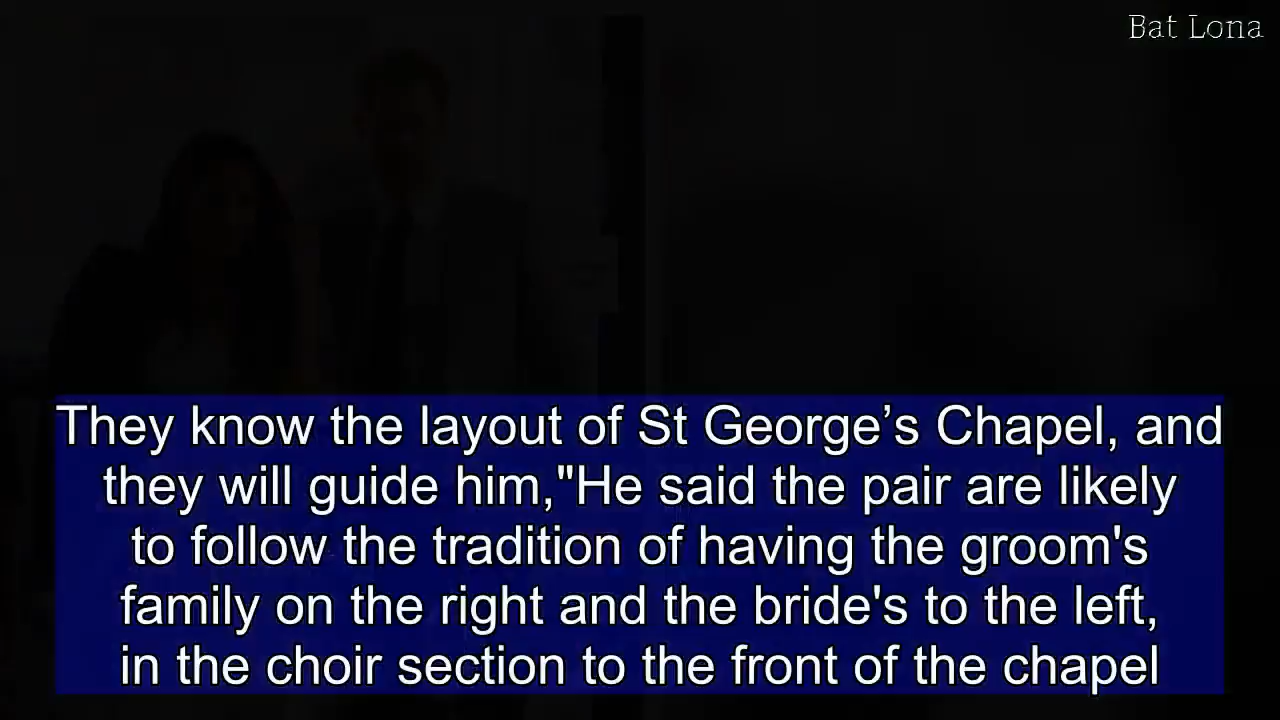 Bat Lona
They know the layout of St George’s Chapel, and
they will guide him,"He said the pair are likely
to follow the tradition of having the groom's
family on the right and the bride's to the left,
in the choir section to the front of the chapel